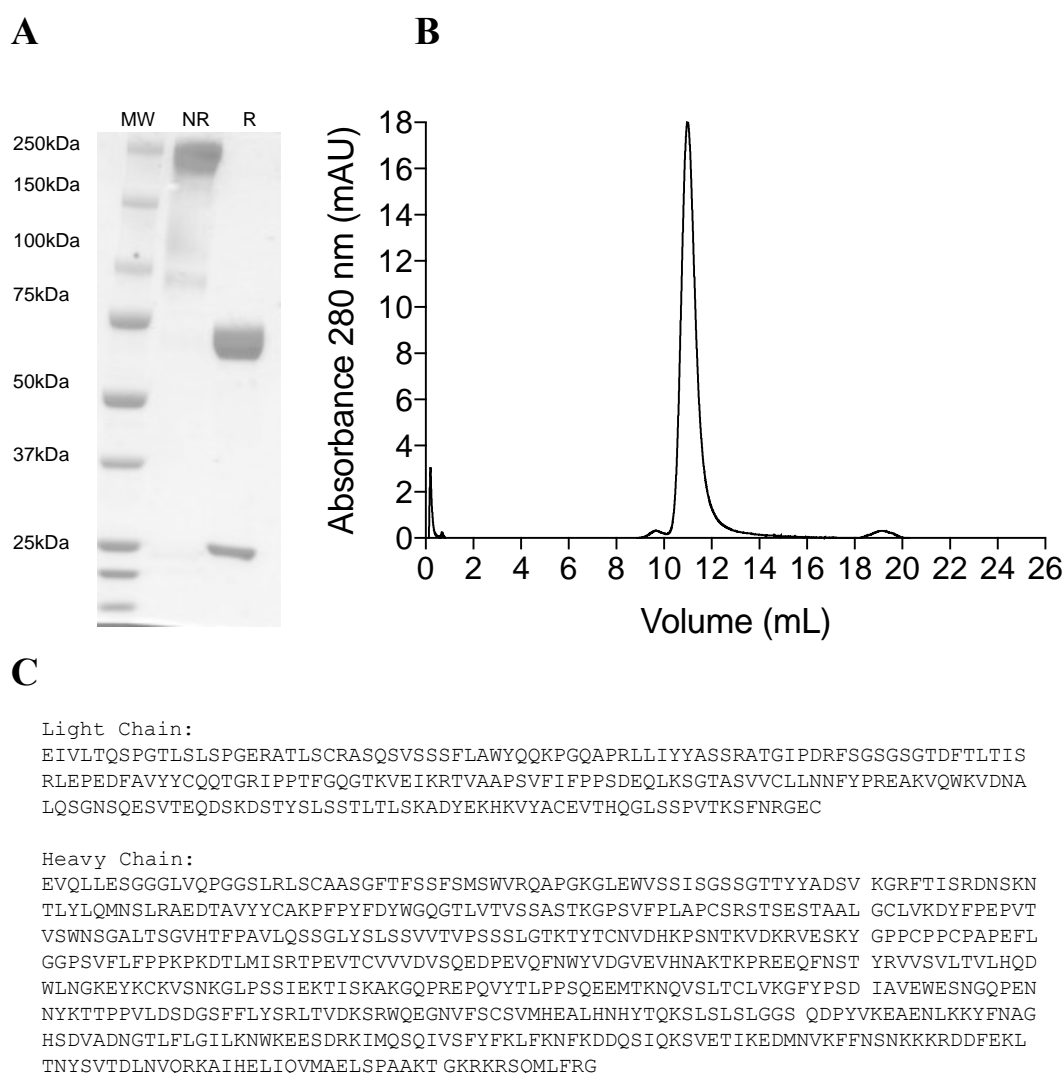 A
B
MW NR R
250kDa
150kDa
100kDa
75kDa
50kDa
37kDa
25kDa
Absorbance 280 nm (mAU)
18
16
14
12
10
8
6
4
2
0
0 2 4 6 8 10 12 14 16 18 20 22 24 26
Volume (mL)
C
Light Chain:
EIVLTQSPGTLSLSPGERATLSCRASQSVSSSFLAWYQQKPGQAPRLLIYYASSRATGIPDRFSGSGSGTDFTLTIS
RLEPEDFAVYYCQQTGRIPPTFGQGTKVEIKRTVAAPSVFIFPPSDEQLKSGTASVVCLLNNFYPREAKVQWKVDNA
LQSGNSQESVTEQDSKDSTYSLSSTLTLSKADYEKHKVYACEVTHQGLSSPVTKSFNRGEC
Heavy Chain:
EVQLLESGGGLVQPGGSLRLSCAASGFTFSSFSMSWVRQAPGKGLEWVSSISGSSGTTYYADSV KGRFTISRDNSKN
TLYLQMNSLRAEDTAVYYCAKPFPYFDYWGQGTLVTVSSASTKGPSVFPLAPCSRSTSESTAAL GCLVKDYFPEPVT
VSWNSGALTSGVHTFPAVLQSSGLYSLSSVVTVPSSSLGTKTYTCNVDHKPSNTKVDKRVESKY GPPCPPCPAPEFL
GGPSVFLFPPKPKDTLMISRTPEVTCVVVDVSQEDPEVQFNWYVDGVEVHNAKTKPREEQFNST YRVVSVLTVLHQD
WLNGKEYKCKVSNKGLPSSIEKTISKAKGQPREPQVYTLPPSQEEMTKNQVSLTCLVKGFYPSD IAVEWESNGQPEN
NYKTTPPVLDSDGSFFLYSRLTVDKSRWQEGNVFSCSVMHEALHNHYTQKSLSLSLGGS QDPYVKEAENLKKYFNAG
HSDVADNGTLFLGILKNWKEESDRKIMQSQIVSFYFKLFKNFKDDQSIQKSVETIKEDMNVKFFNSNKKKRDDFEKL
TNYSVTDLNVQRKAIHELIQVMAELSPAAKT GKRKRSQMLFRG